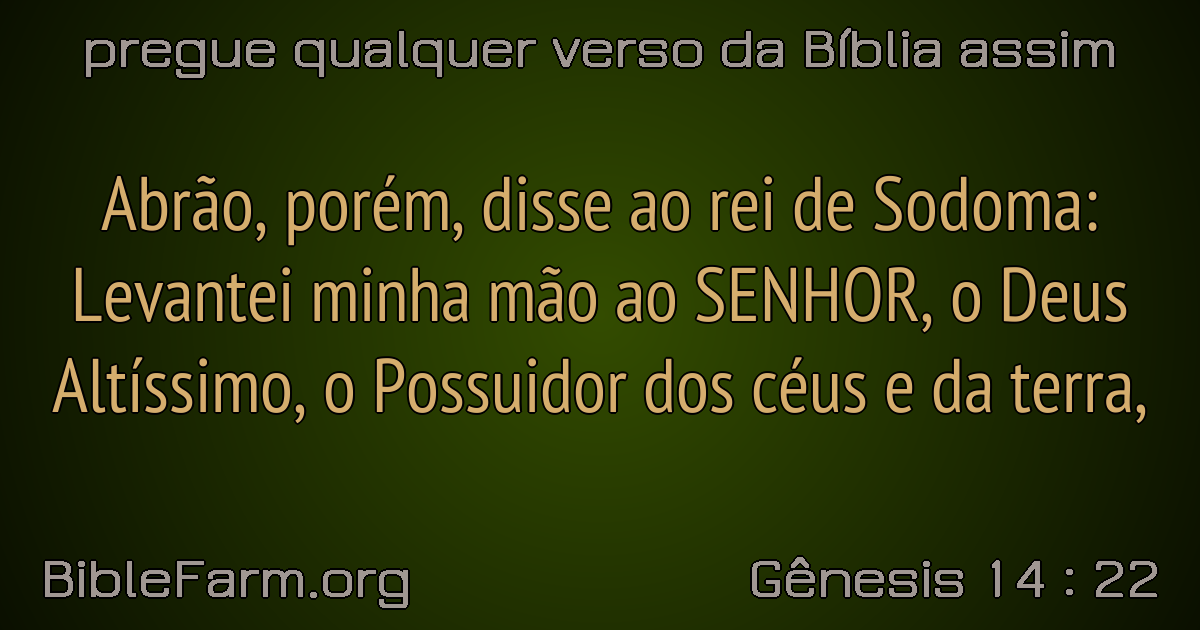 pregue qualquer verso da Bíblia assim
Abrão, porém, disse ao rei de Sodoma:
Levantei minha mão ao SENHOR, o Deus
Altíssimo, o Possuidor dos céus e da terra,
BibleFarm.org
Gênesis 14 : 22